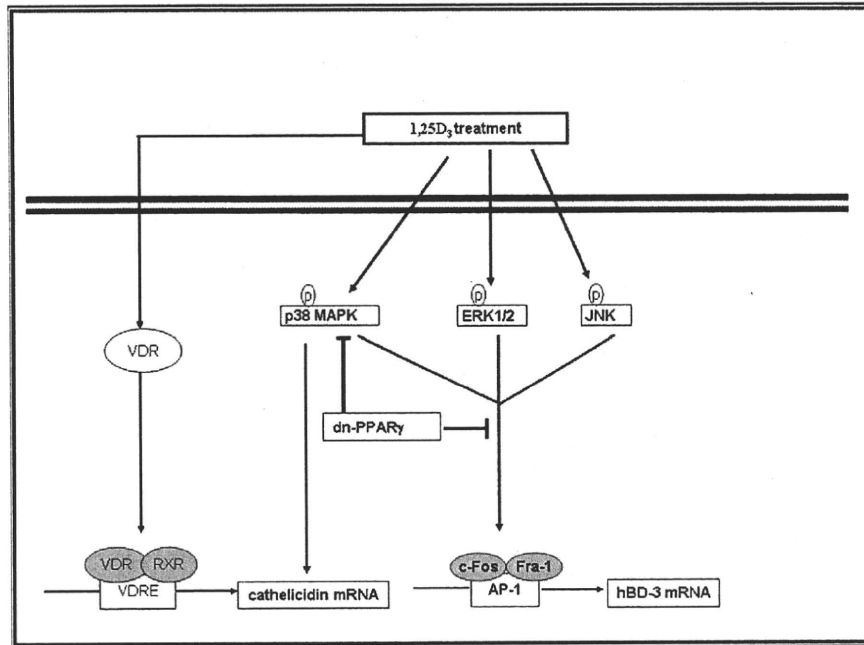 1,25D₃ treatment
p
p
p
p38 MAPK
ERK1/2
JNK
VDR
dn-PPARγ
VDR
RXR
c-Fos
Fra-1
VDRE
cathelicidin mRNA
AP-1
hBD-3 mRNA